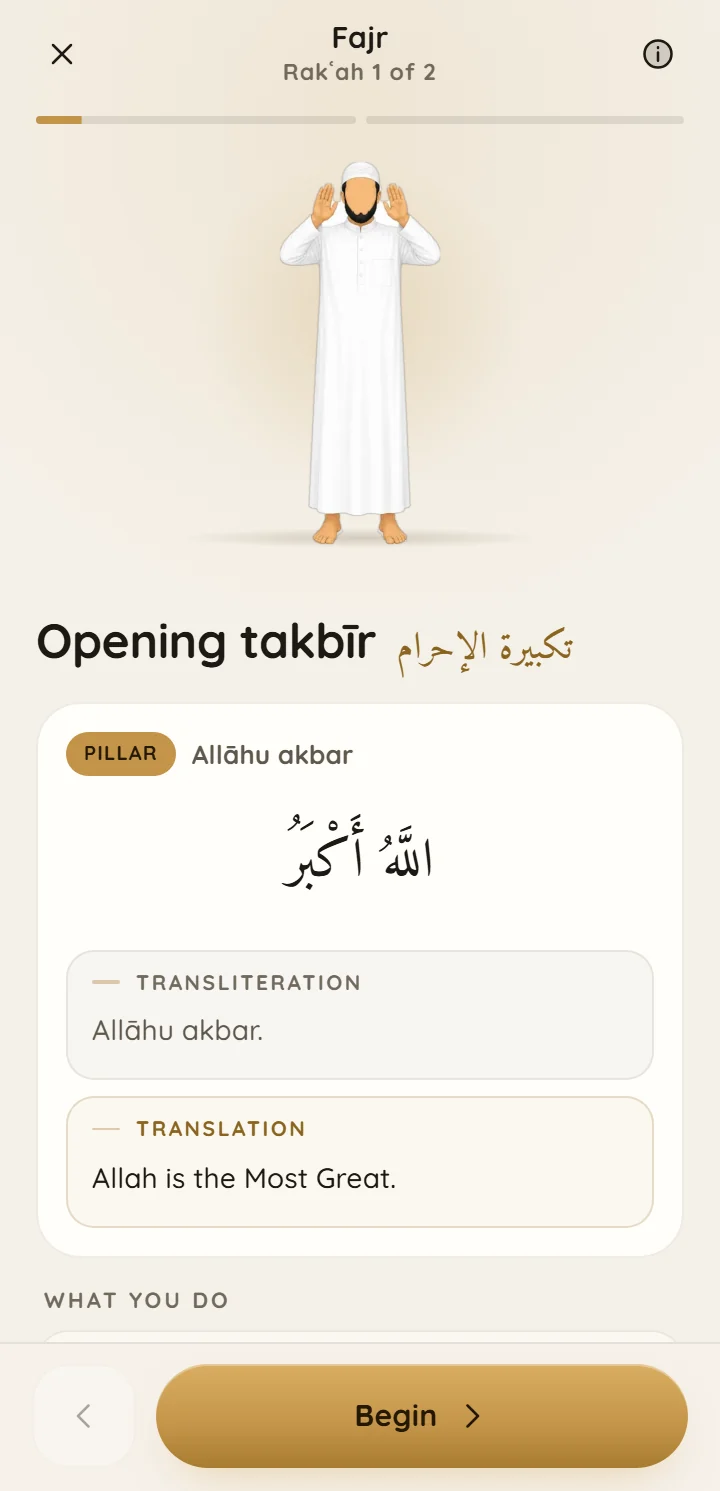 Fajr
Rakʿah 1 of 2
Opening takbīr تكبيرة الإحرام
PILLAR Allāhu akbar
اللَّهُ أَكْبَرُ
TRANSLITERATION
Allāhu akbar.
TRANSLATION
Allah is the Most Great.
WHAT YOU DO
Begin